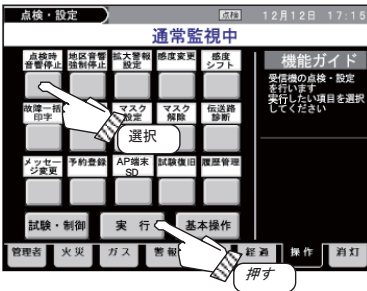 点検・設定
点検
12月12日 17:15
通常監視中
点検時
音響停止
地区音響
強制停止
拡大警報
設定
感度変更
感度
シフト
機能ガイド
受信機の点検・設定
を行います
実行したい項目を選択
してください
故障一括
印字
マスク
設定
マスク
解除
伝送路
診断
選択
メッセー
ジ変更
予約登録
AP端末
SD
試験復旧
履歴管理
試験・制御
実 行
基本操作
管理者
火災
ガス
警報
経過
操作
消灯
押す